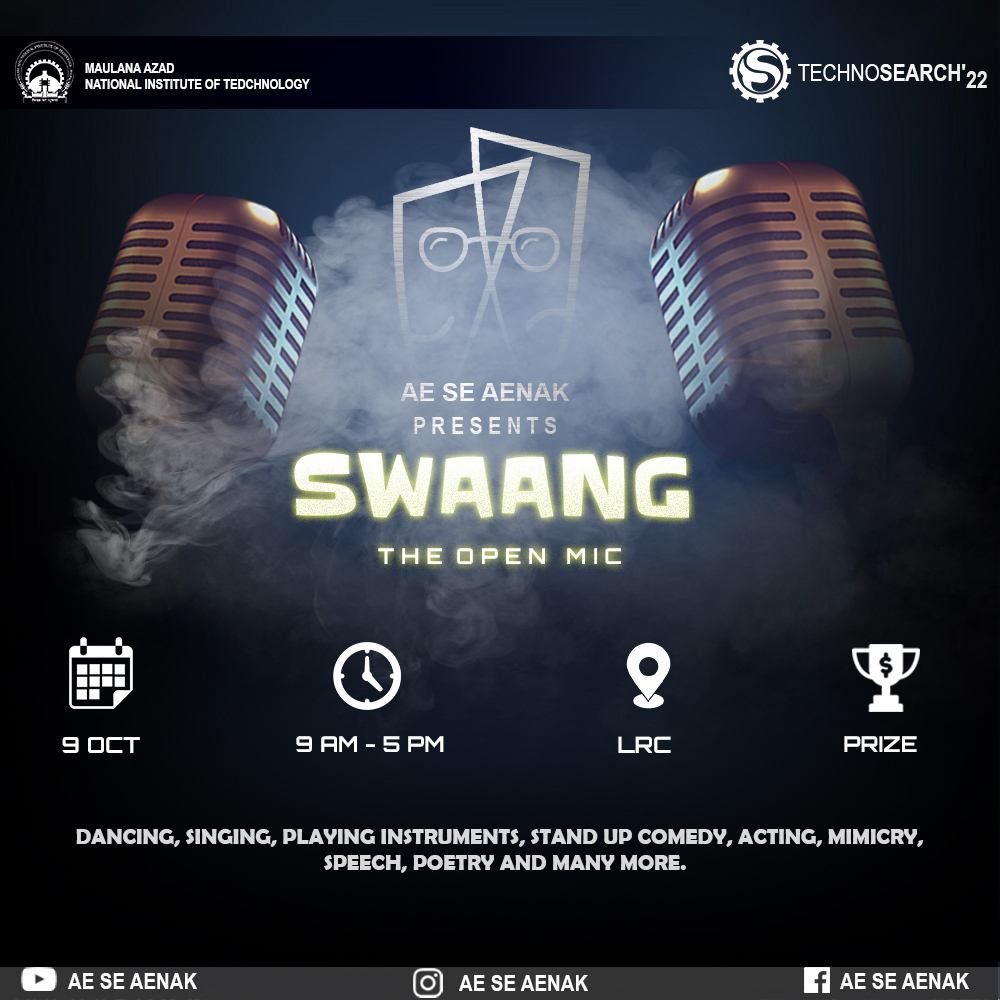 MAULANA AZAD
NATIONAL INSTITUTE OF TEDCHNOLOGY
TECHNOSEARCH'22
AE SE AENAK
PRESENTS
SWAANG
THE OPEN MIC
9 OCT
9 AM - 5 PM
LRC
PRIZE
DANCING, SINGING, PLAYING INSTRUMENTS, STAND UP COMEDY, ACTING, MIMICRY,
SPEECH, POETRY AND MANY MORE.
AE SE AENAK
AE SE AENAK
AE SE AENAK